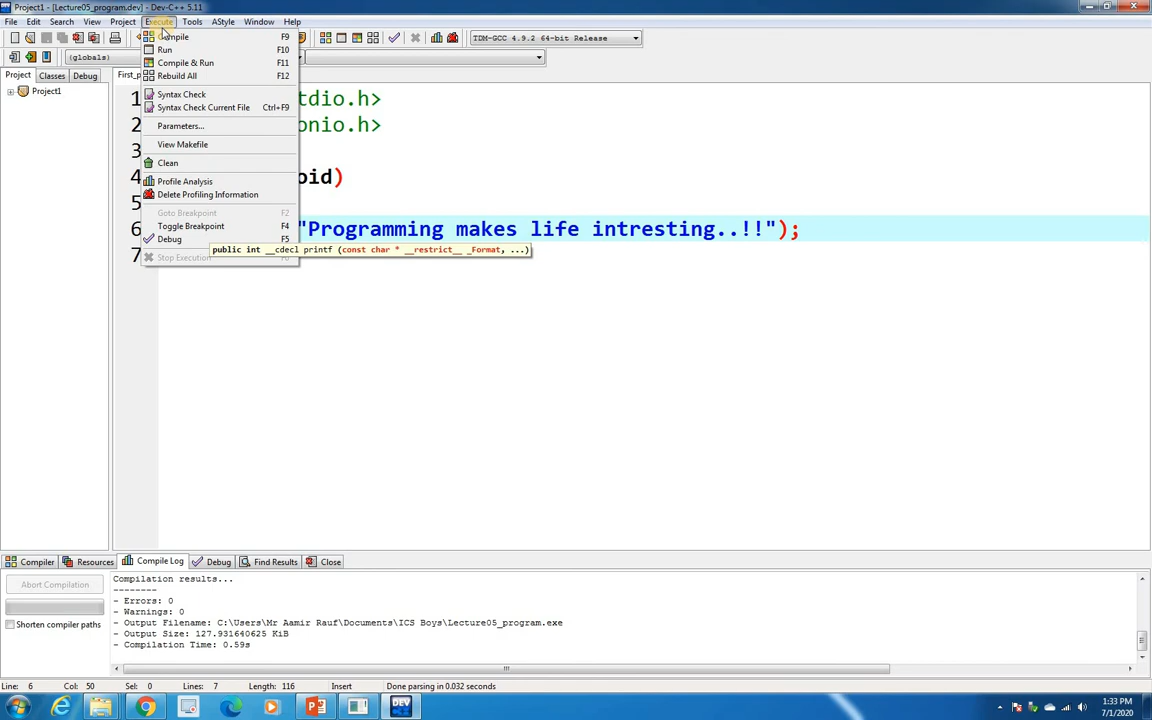 Project1 - [Lecture05_program.dev] - Dev-C++ 5.11
File Edit Search View Project Execute Tools AStyle Window Help
TDM-GCC 4.9.2 64-bit Release
(globals)
Project Classes Debug
Project1
Compile F9
Run F10
Compile & Run F11
Rebuild All F12
Syntax Check
Syntax Check Current File Ctrl+F9
Parameters...
View Makefile
Clean
Profile Analysis
Delete Profiling Information
Goto Breakpoint F2
Toggle Breakpoint F4
Debug F5
Stop Execution F6
public int __cdecl printf (const char * __restrict__ _Format, ...)
First_p
1 tdio.h>
2 onio.h>
3
4 oid)
5
6 "Programming makes life intresting..!!");
7
Compiler Resources Compile Log Debug Find Results Close
Abort Compilation
Shorten compiler paths
Compilation results...
--------
- Errors: 0
- Warnings: 0
- Output Filename: C:\Users\Mr Aamir Rauf\Documents\ICS Boys\Lecture05_program.exe
- Output Size: 127.931640625 KiB
- Compilation Time: 0.59s
Line: 6 Col: 50 Sel: 0 Lines: 7 Length: 116 Insert Done parsing in 0.032 seconds
DEV
1:33 PM
7/1/2020